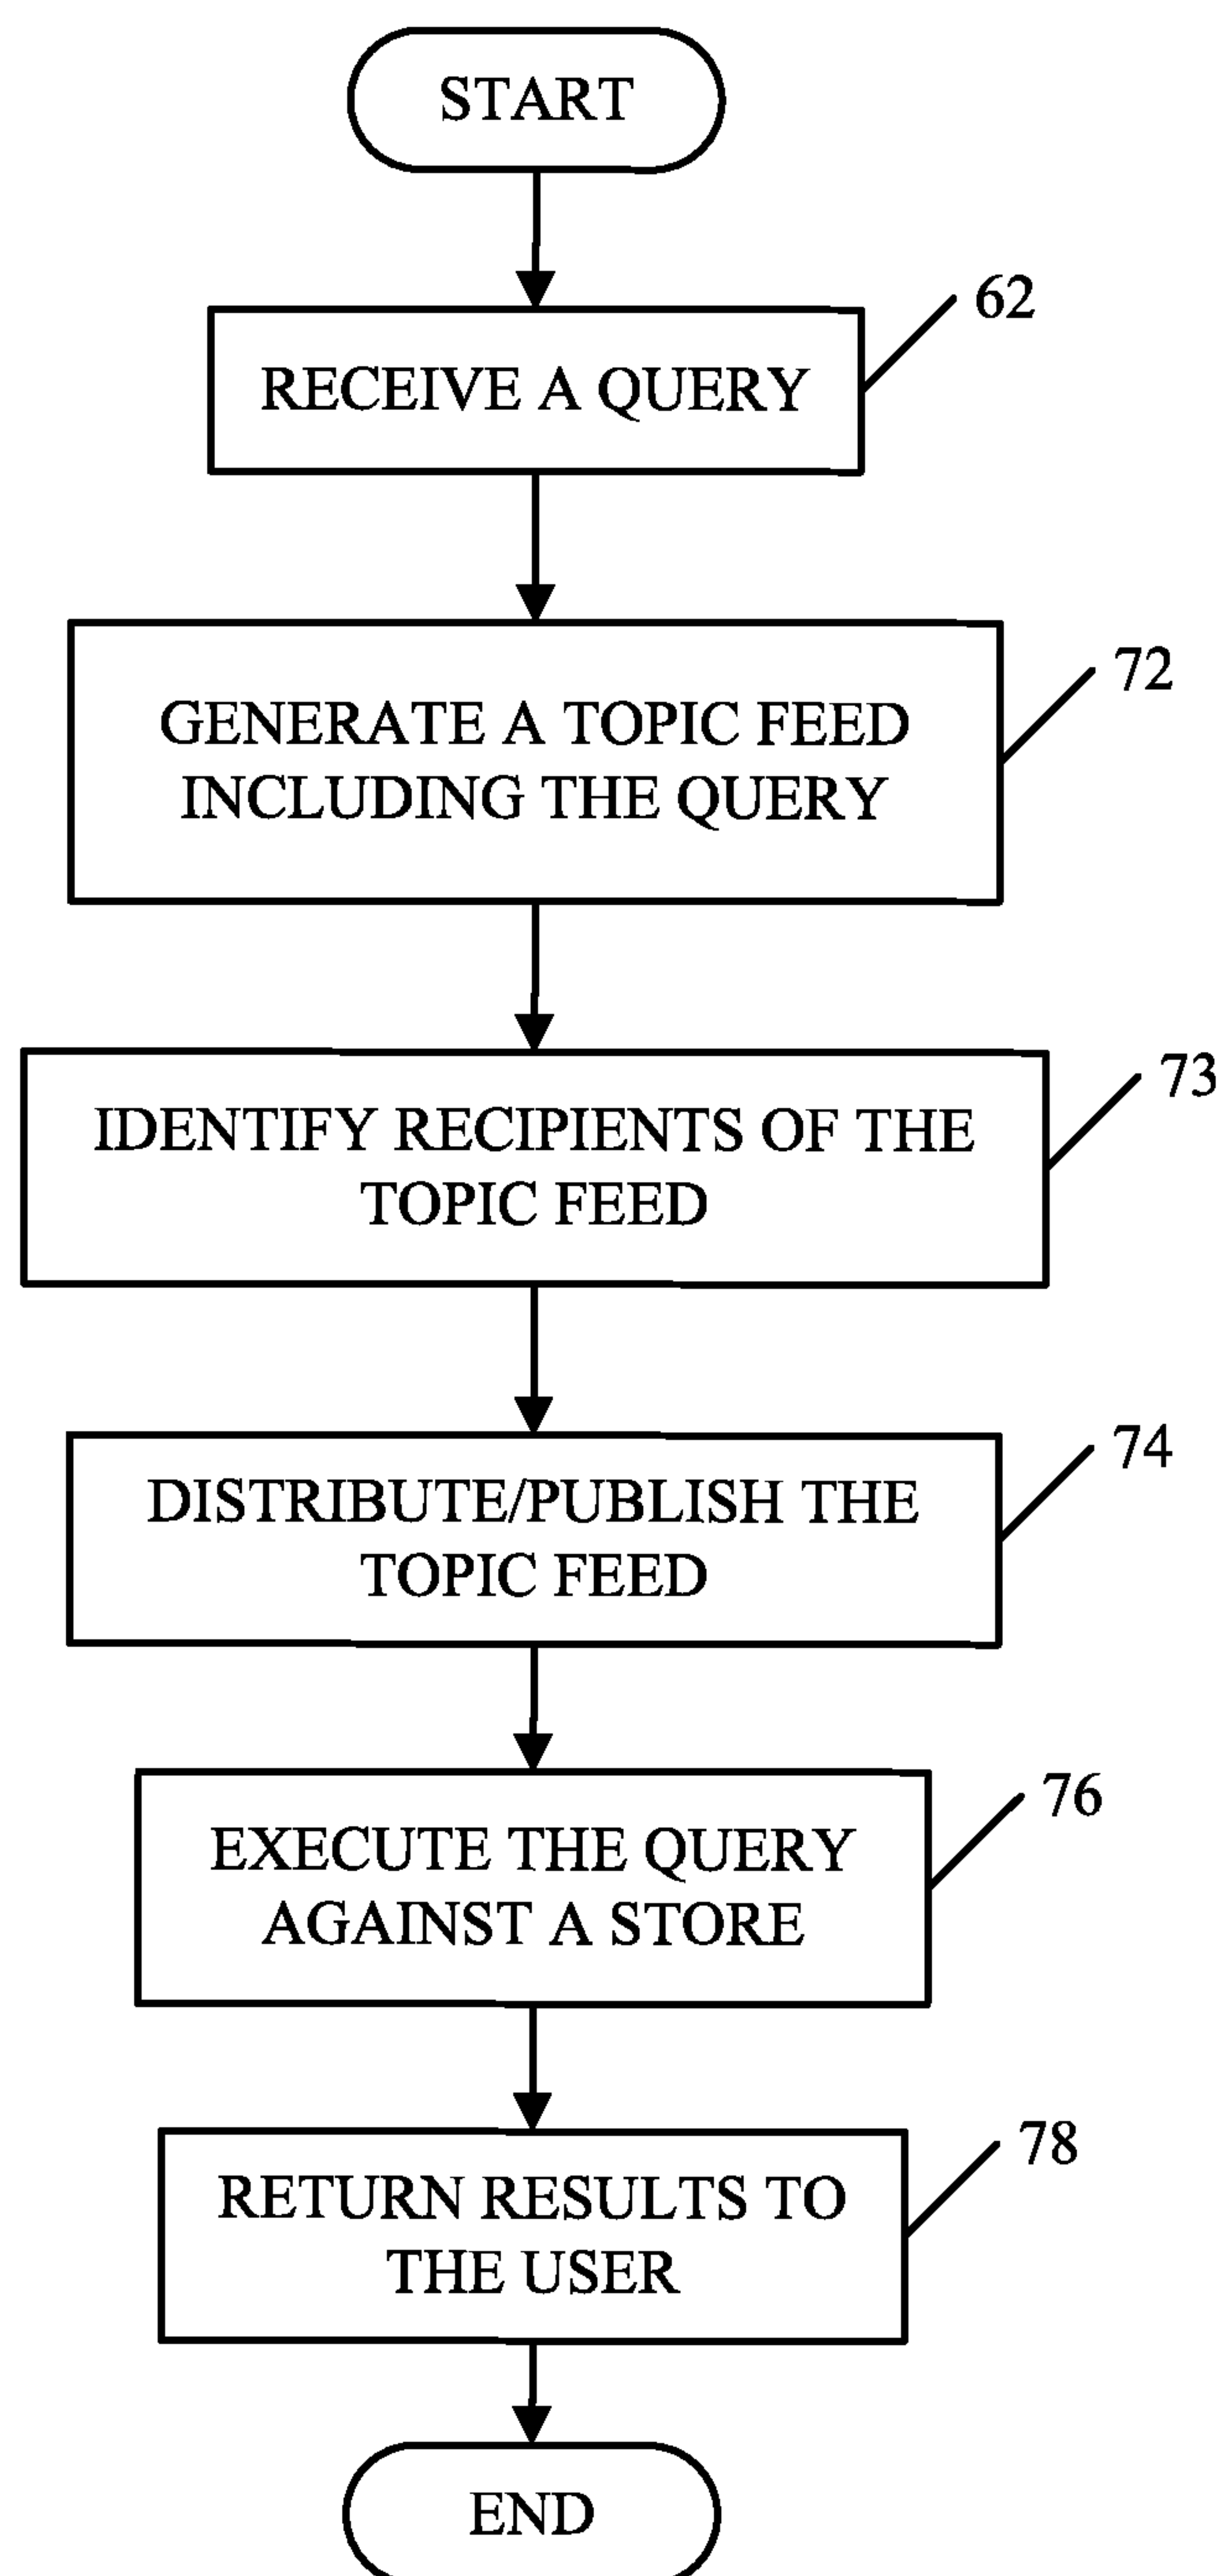 START
62
RECEIVE A QUERY
72
GENERATE A TOPIC FEED
INCLUDING THE QUERY
73
IDENTIFY RECIPIENTS OF THE
TOPIC FEED
74
DISTRIBUTE/PUBLISH THE
TOPIC FEED
76
EXECUTE THE QUERY
AGAINST A STORE
78
RETURN RESULTS TO
THE USER
END